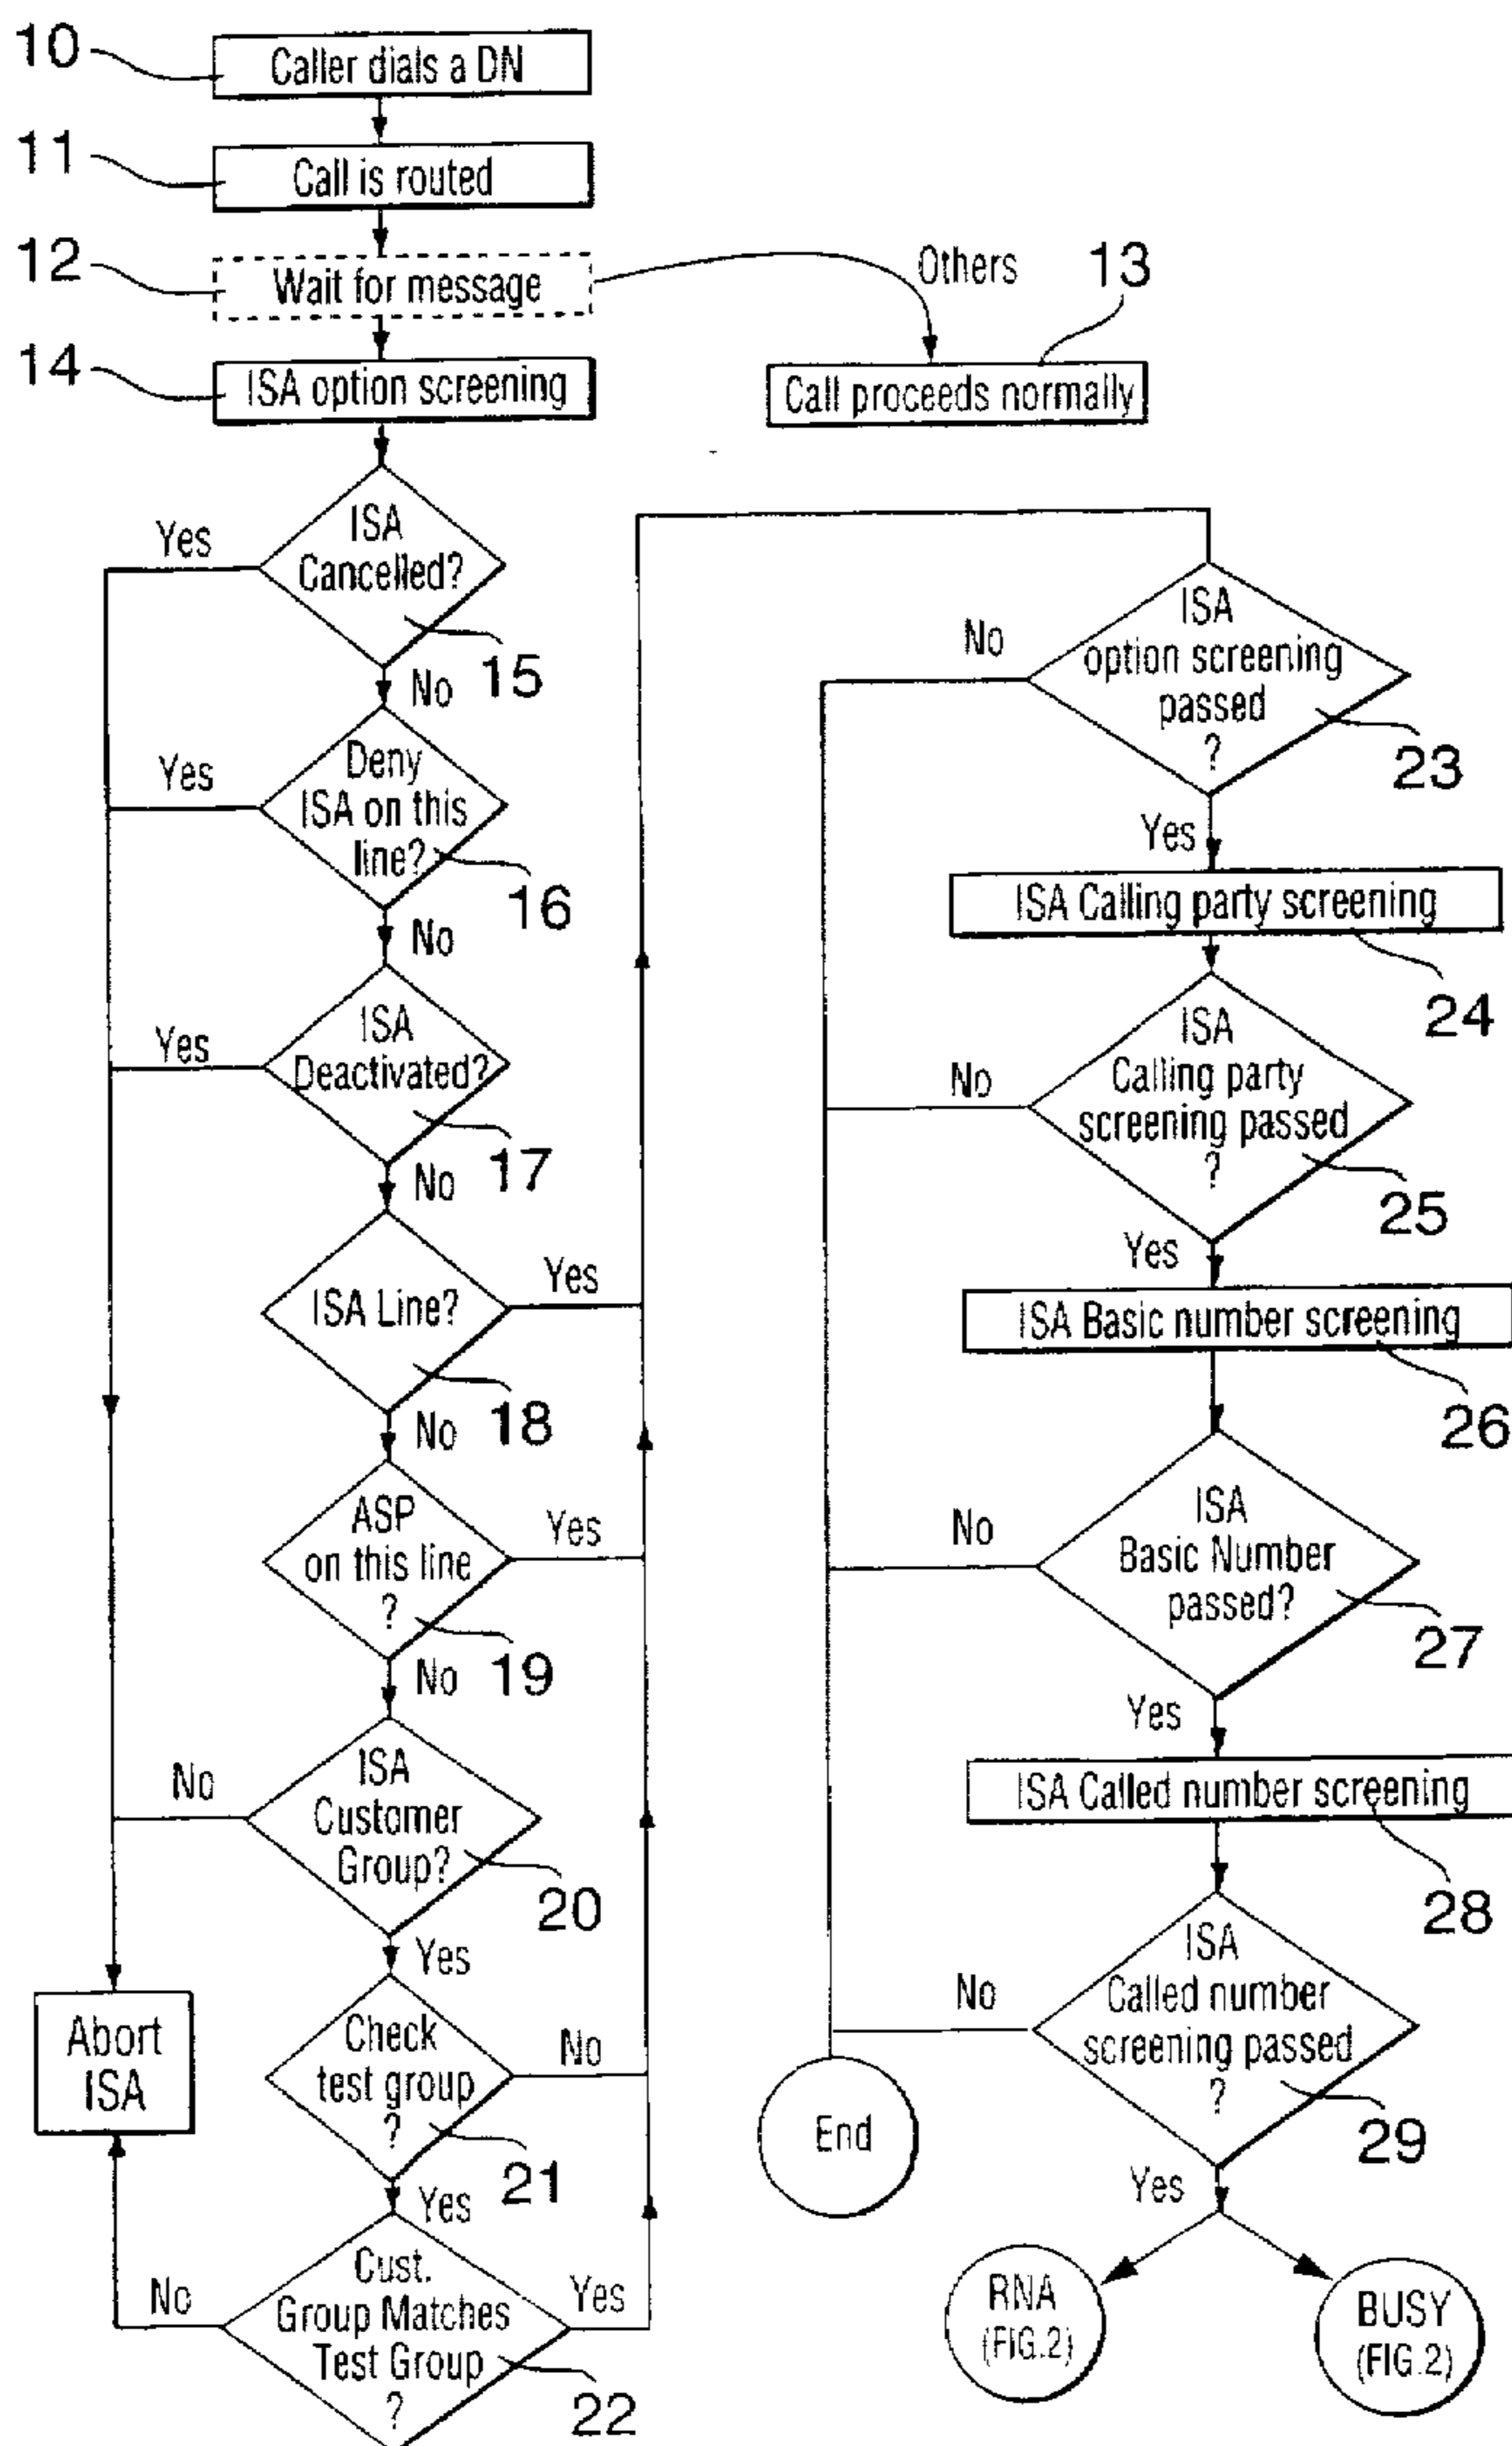 10
Caller dials a DN
11
Call is routed
12
Wait for message
Others
13
14
ISA option screening
Call proceeds normally
Yes
ISA
Cancelled?
No
15
Yes
Deny
ISA on this
line?
16
No
Yes
ISA
Deactivated?
17
No
ISA Line?
Yes
18
No
ASP
on this line
?
Yes
19
No
No
ISA
Customer
Group?
20
Yes
Abort
ISA
Check
test group
?
No
21
Yes
No
Cust.
Group Matches
Test Group
?
Yes
22
No
ISA
option screening
passed
?
23
Yes
ISA Calling party screening
24
No
ISA
Calling party
screening passed
?
25
Yes
ISA Basic number screening
26
No
ISA
Basic Number
passed?
27
Yes
ISA Called number screening
28
No
ISA
Called number
screening passed
?
29
End
Yes
RNA
(FIG.2)
BUSY
(FIG.2)